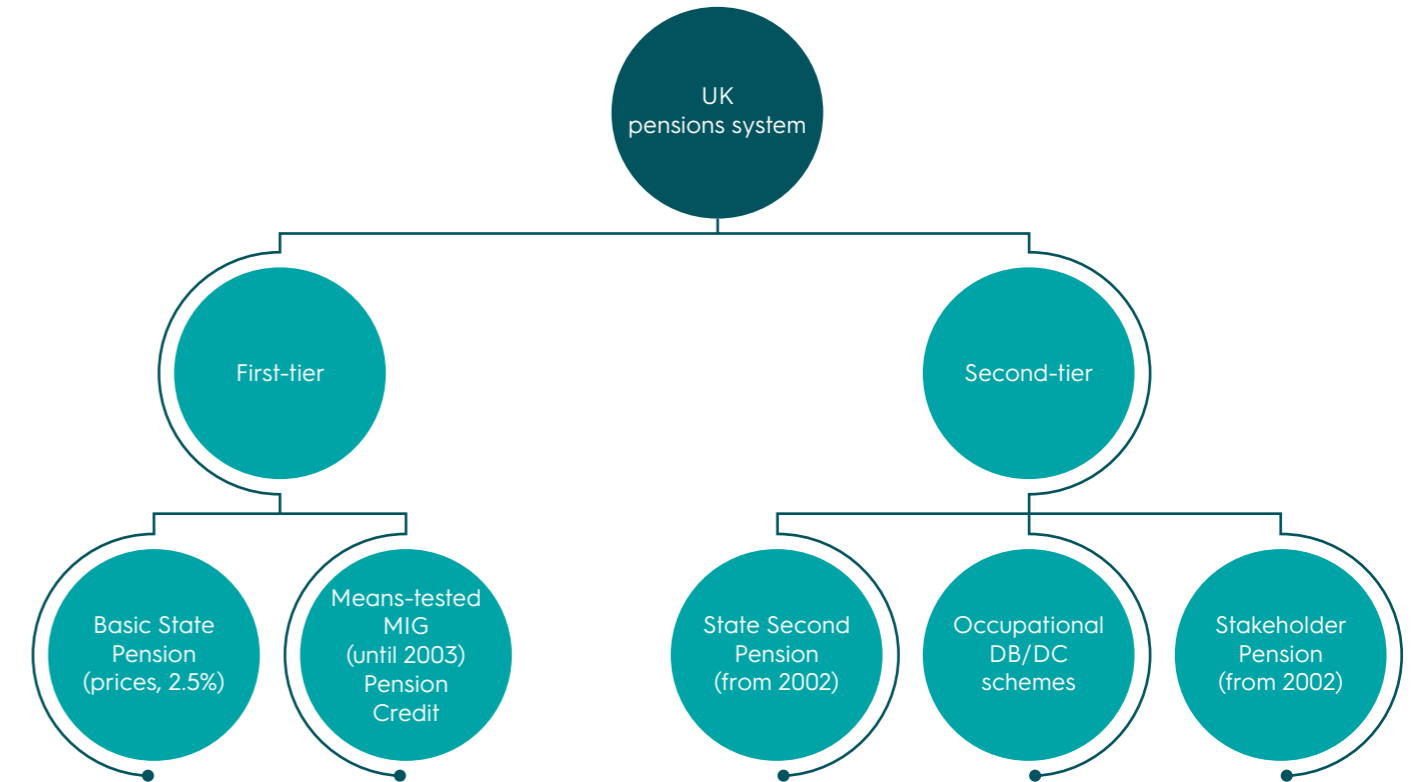 UK
pensions system
First-tier
Second-tier
Basic State
Pension
(prices, 2.5%)
Means-tested
MIG
(until 2003)
Pension
Credit
State Second
Pension
(from 2002)
Occupational
DB/DC
schemes
Stakeholder
Pension
(from 2002)